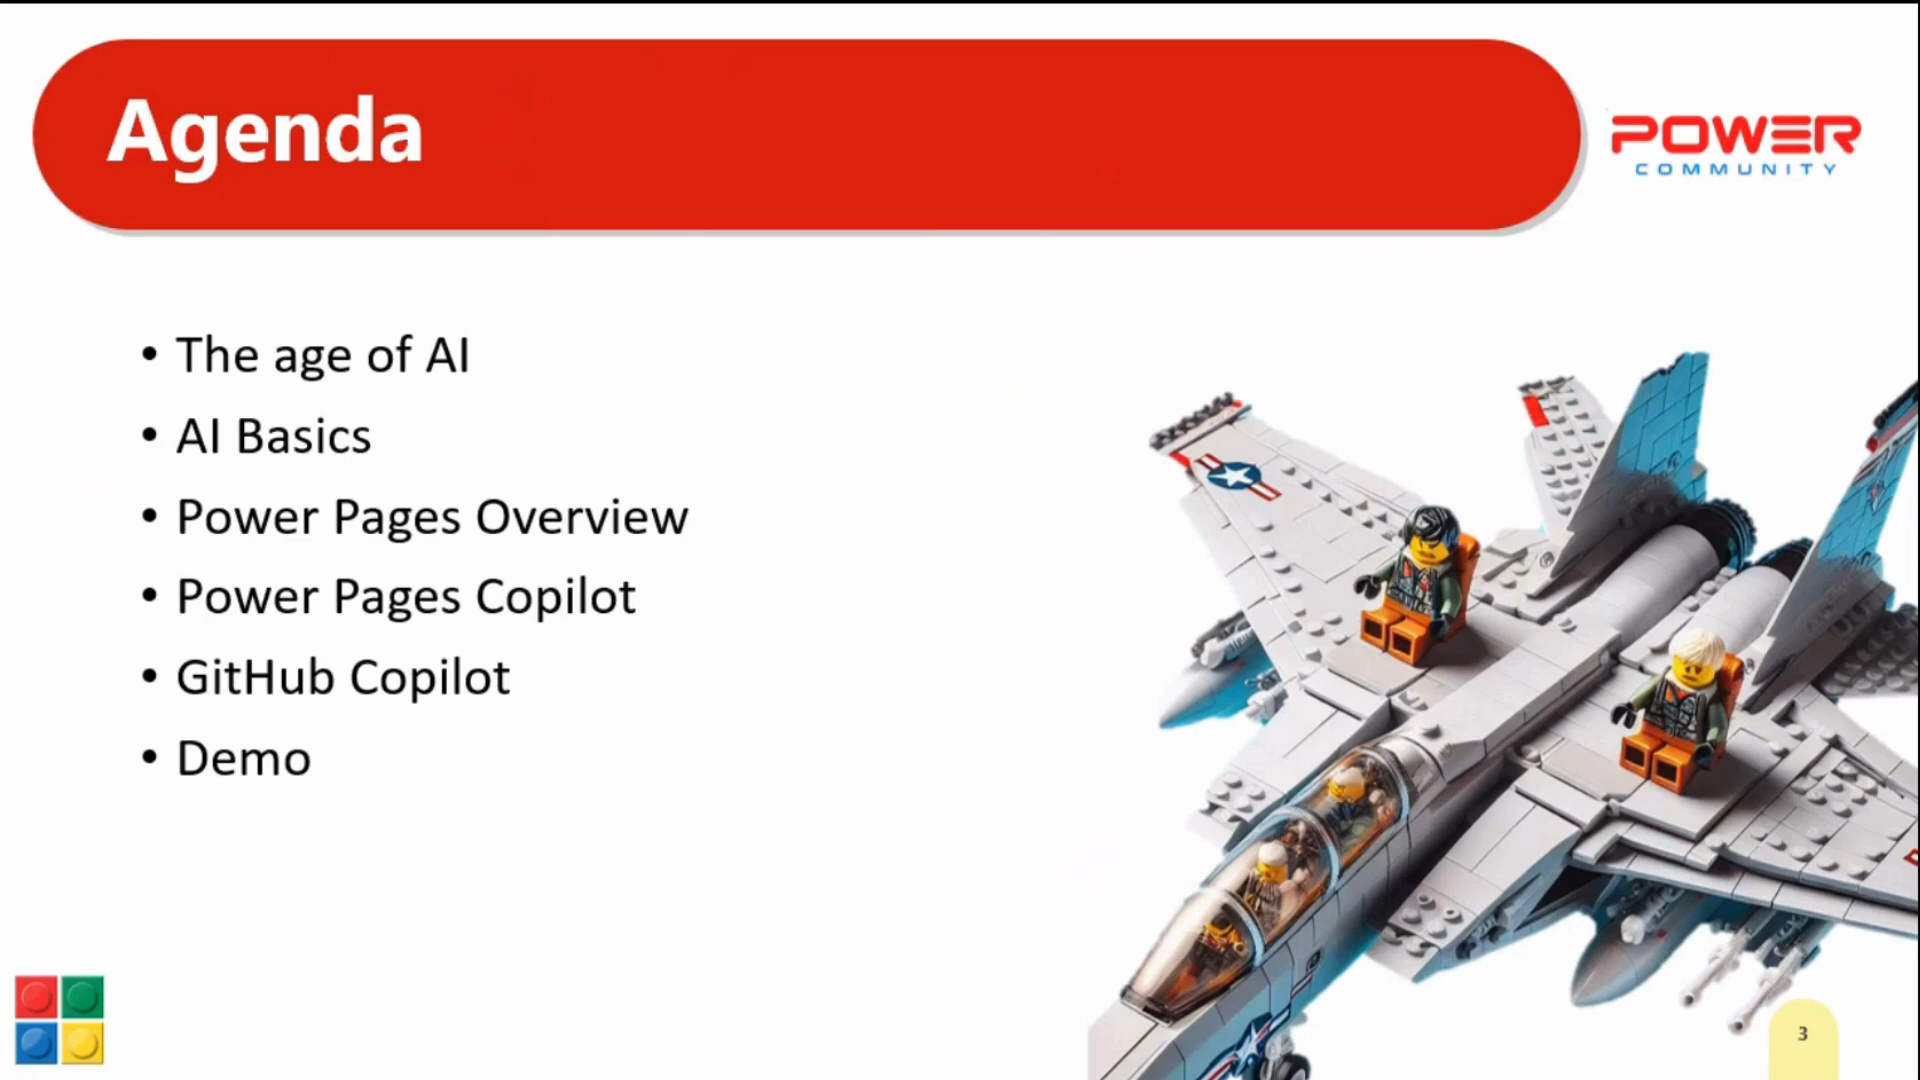 Agenda
POWER
COMMUNITY
• The age of AI
• AI Basics
• Power Pages Overview
• Power Pages Copilot
• GitHub Copilot
• Demo
3